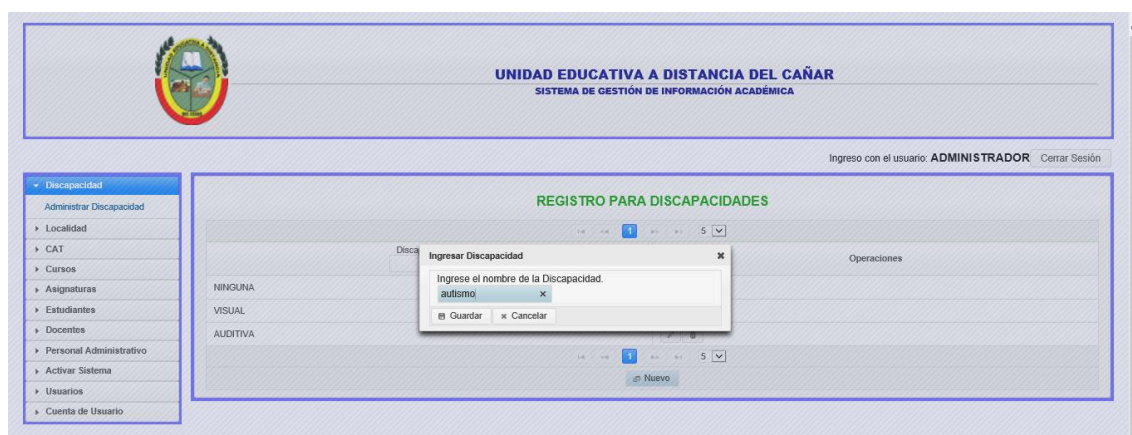 UNIDAD EDUCATIVA A DISTANCIA DEL CAÑAR
SISTEMA DE GESTIÓN DE INFORMACIÓN ACADÉMICA
Ingreso con el usuario: ADMINISTRADOR Cerrar Sesión
Discapacidad
Administrar Discapacidad
Localidad
CAT
Cursos
Asignaturas
Estudiantes
Docentes
Personal Administrativo
Activar Sistema
Usuarios
Cuenta de Usuario
REGISTRO PARA DISCAPACIDADES
1 5
Disca Operaciones
NINGUNA
VISUAL
AUDITIVA
Ingresar Discapacidad
Ingrese el nombre de la Discapacidad.
autismo
Guardar Cancelar
1 5
Nuevo